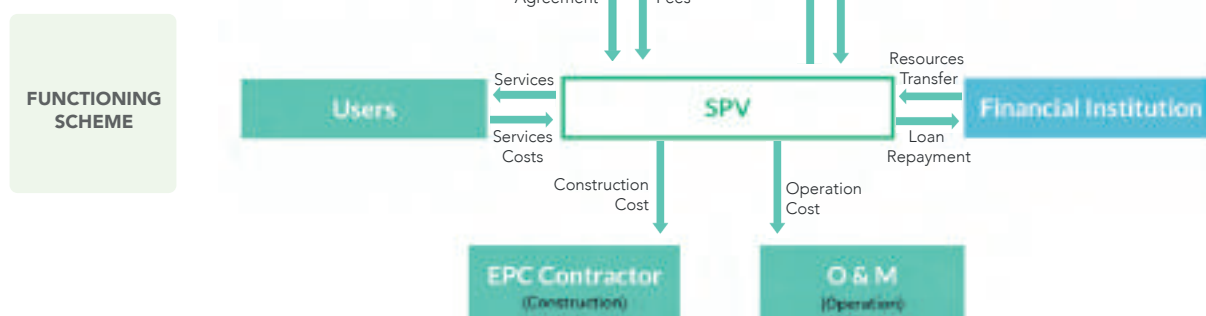 Agreement
Fees
FUNCTIONING
SCHEME
Users
Services
Services
Costs
SPV
Resources
Transfer
Loan
Repayment
Financial Institution
Construction
Cost
Operation
Cost
EPC Contractor
(Construction)
O & M
(Operation)